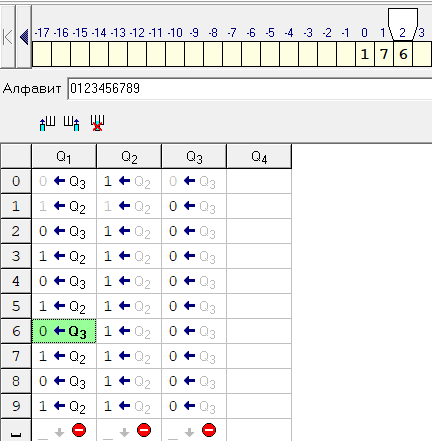 -17 -16 -15 -14 -13 -12 -11 -10 -9 -8 -7 -6 -5 -4 -3 -2 -1 0 1 2 3
1 7 6
Алфавит 0123456789
Q1 Q2 Q3 Q4
0 0 ← Q3 1 ← Q2 0 ← Q3
1 1 ← Q2 1 ← Q2 0 ← Q3
2 0 ← Q3 1 ← Q2 0 ← Q3
3 1 ← Q2 1 ← Q2 0 ← Q3
4 0 ← Q3 1 ← Q2 0 ← Q3
5 1 ← Q2 1 ← Q2 0 ← Q3
6 0 ← Q3 1 ← Q2 0 ← Q3
7 1 ← Q2 1 ← Q2 0 ← Q3
8 0 ← Q3 1 ← Q2 0 ← Q3
9 1 ← Q2 1 ← Q2 0 ← Q3
␣ _ ↓ _ ↓ _ ↓